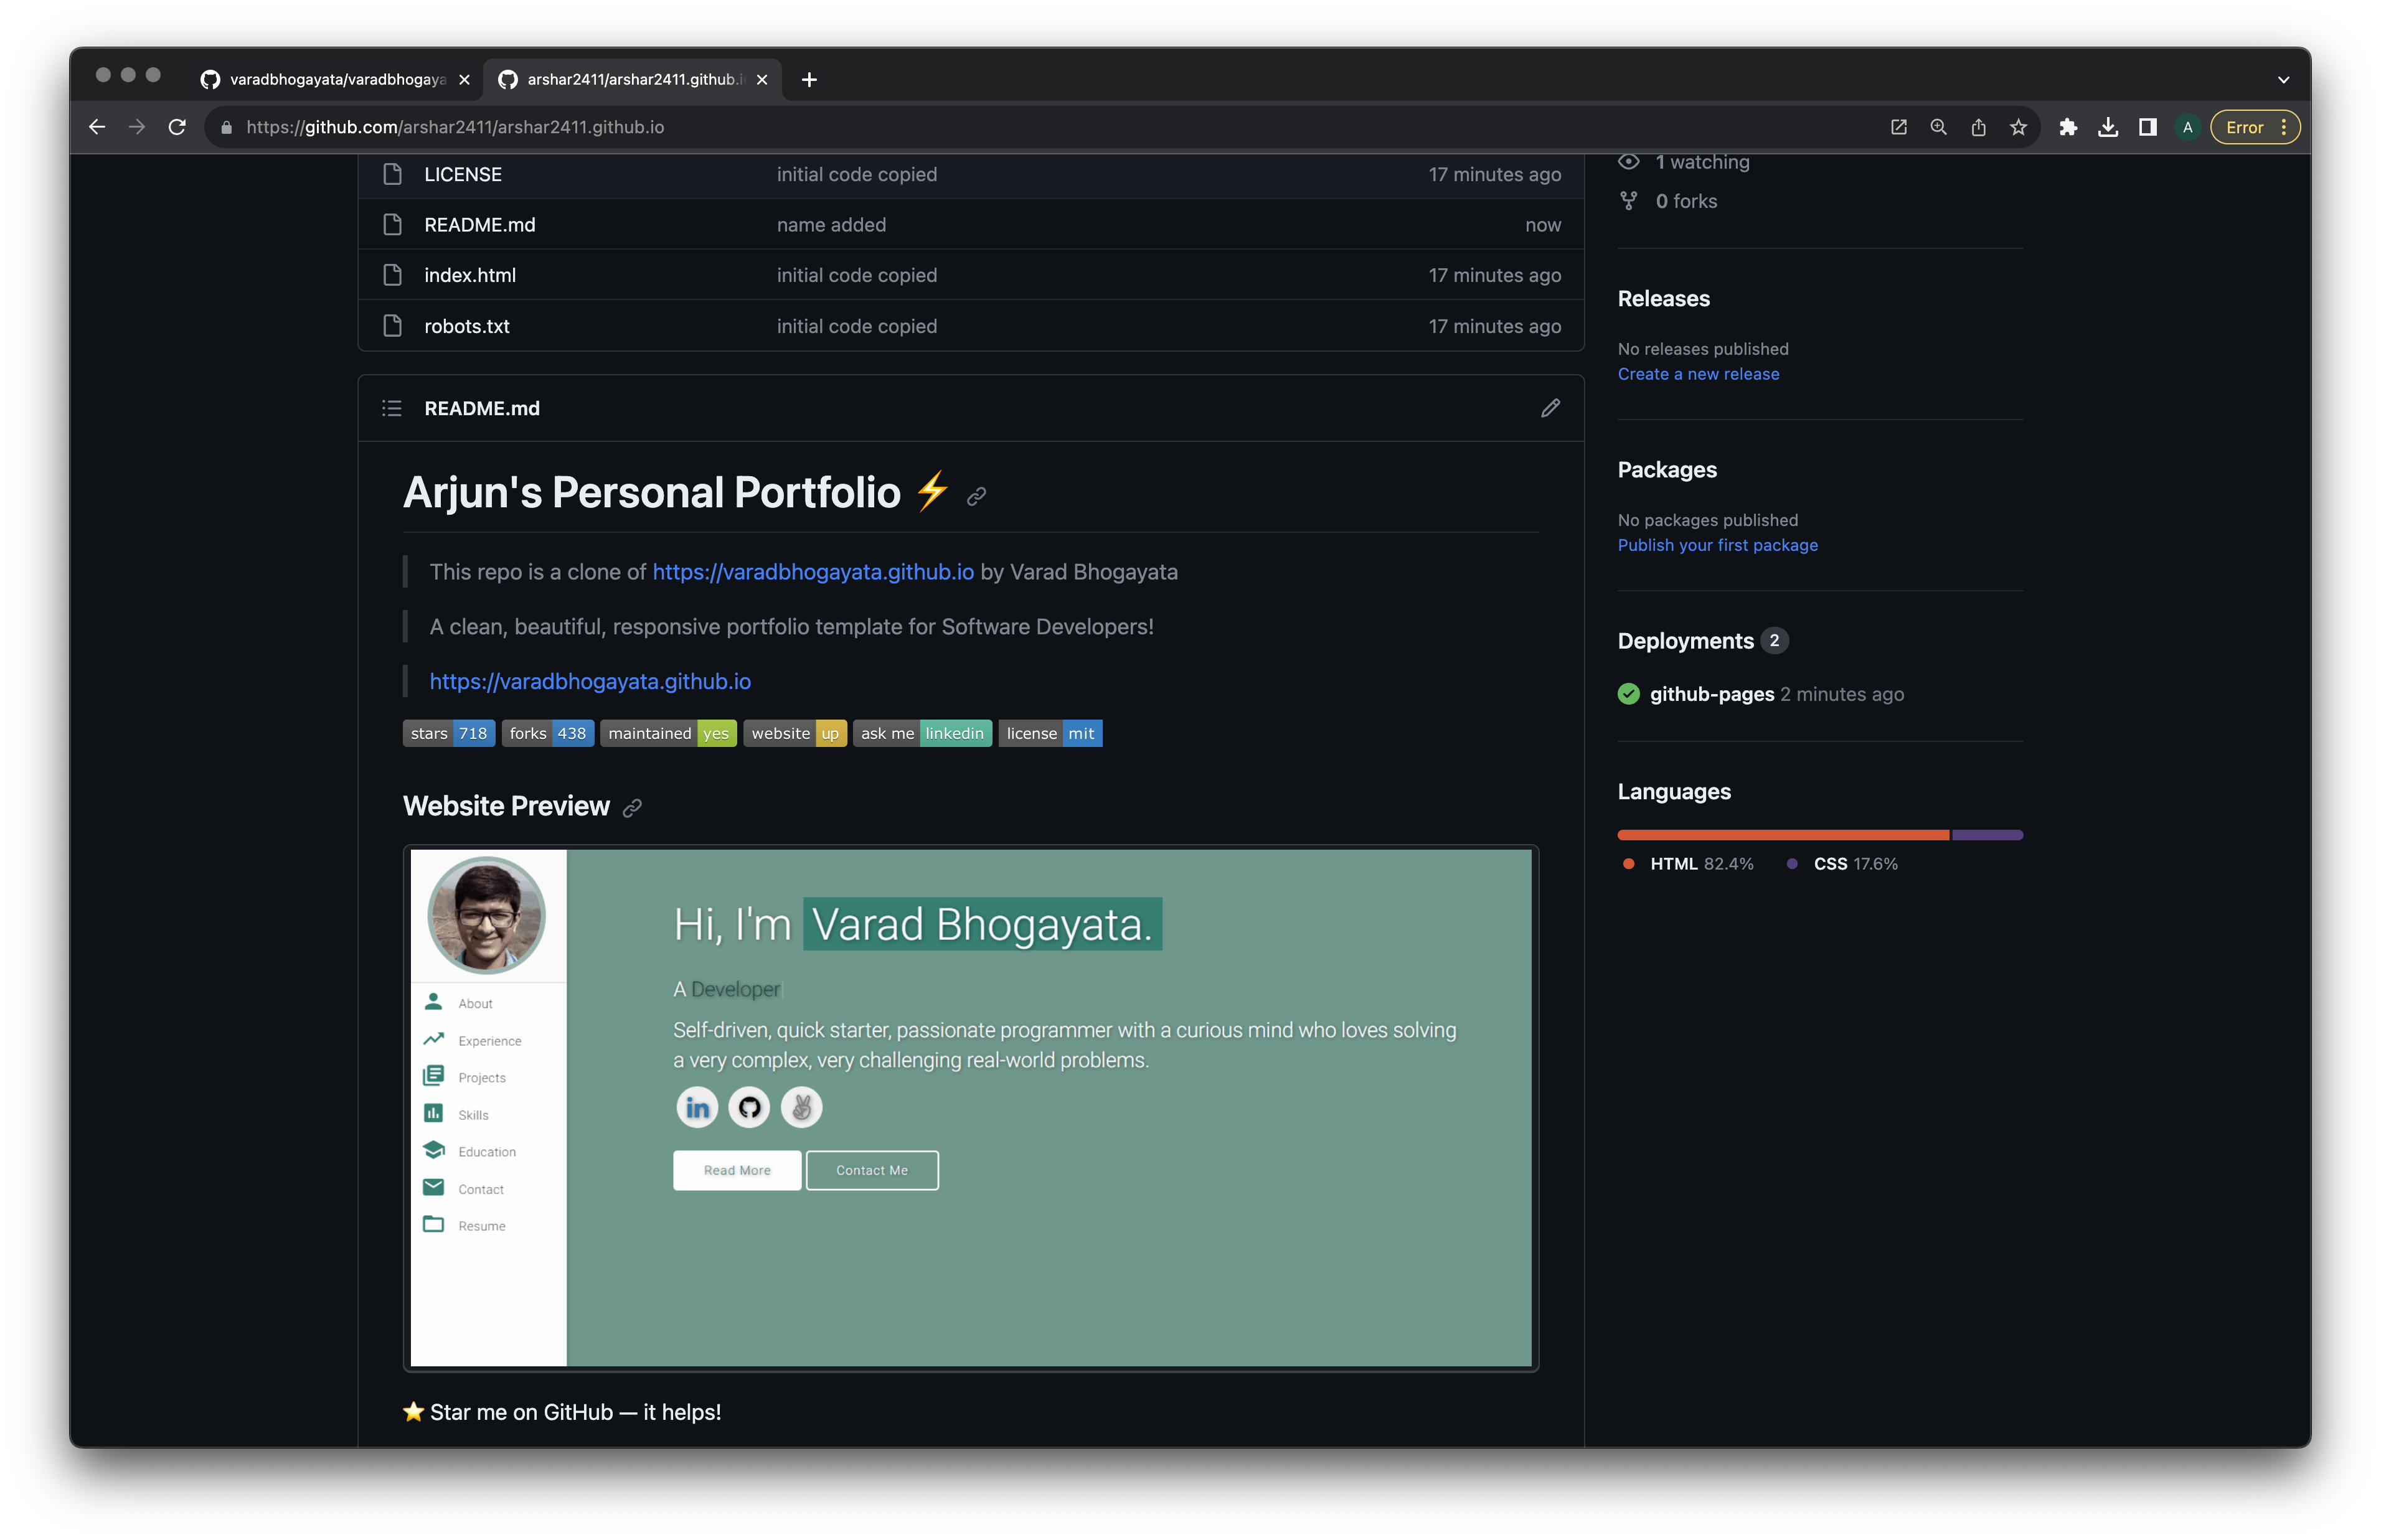 varadbhogayata/varadbhogaya
arshar2411/arshar2411.github.i
https://github.com/arshar2411/arshar2411.github.io
A
Error
LICENSE initial code copied 17 minutes ago
README.md name added now
index.html initial code copied 17 minutes ago
robots.txt initial code copied 17 minutes ago
README.md
Arjun's Personal Portfolio ⚡
This repo is a clone of https://varadbhogayata.github.io by Varad Bhogayata
A clean, beautiful, responsive portfolio template for Software Developers!
https://varadbhogayata.github.io
stars 718 forks 438 maintained yes website up ask me linkedin license mit
Website Preview
About
Experience
Projects
Skills
Education
Contact
Resume
Hi, I'm Varad Bhogayata.
A Developer
Self-driven, quick starter, passionate programmer with a curious mind who loves solving
a very complex, very challenging real-world problems.
in
Read More Contact Me
⭐ Star me on GitHub — it helps!
1 watching
0 forks
Releases
No releases published
Create a new release
Packages
No packages published
Publish your first package
Deployments 2
github-pages 2 minutes ago
Languages
HTML 82.4% CSS 17.6%